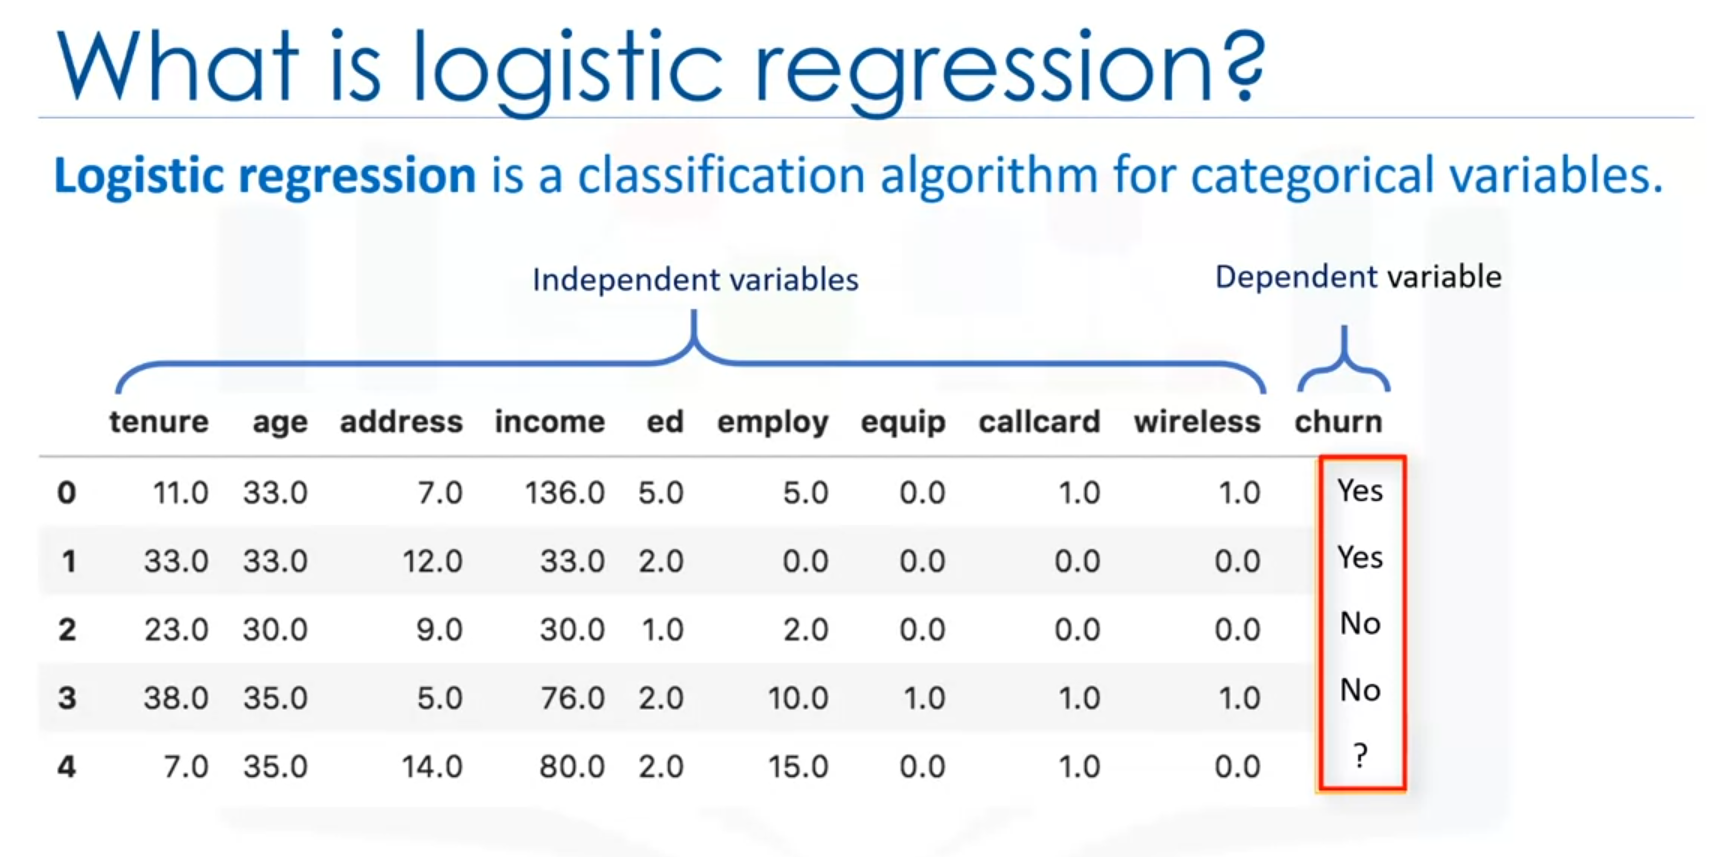 What is logistic regression?
Logistic regression is a classification algorithm for categorical variables.
Independent variables Dependent variable
tenure age address income ed employ equip callcard wireless churn
0 11.0 33.0 7.0 136.0 5.0 5.0 0.0 1.0 1.0 Yes
1 33.0 33.0 12.0 33.0 2.0 0.0 0.0 0.0 0.0 Yes
2 23.0 30.0 9.0 30.0 1.0 2.0 0.0 0.0 0.0 No
3 38.0 35.0 5.0 76.0 2.0 10.0 1.0 1.0 1.0 No
4 7.0 35.0 14.0 80.0 2.0 15.0 0.0 1.0 0.0 ?